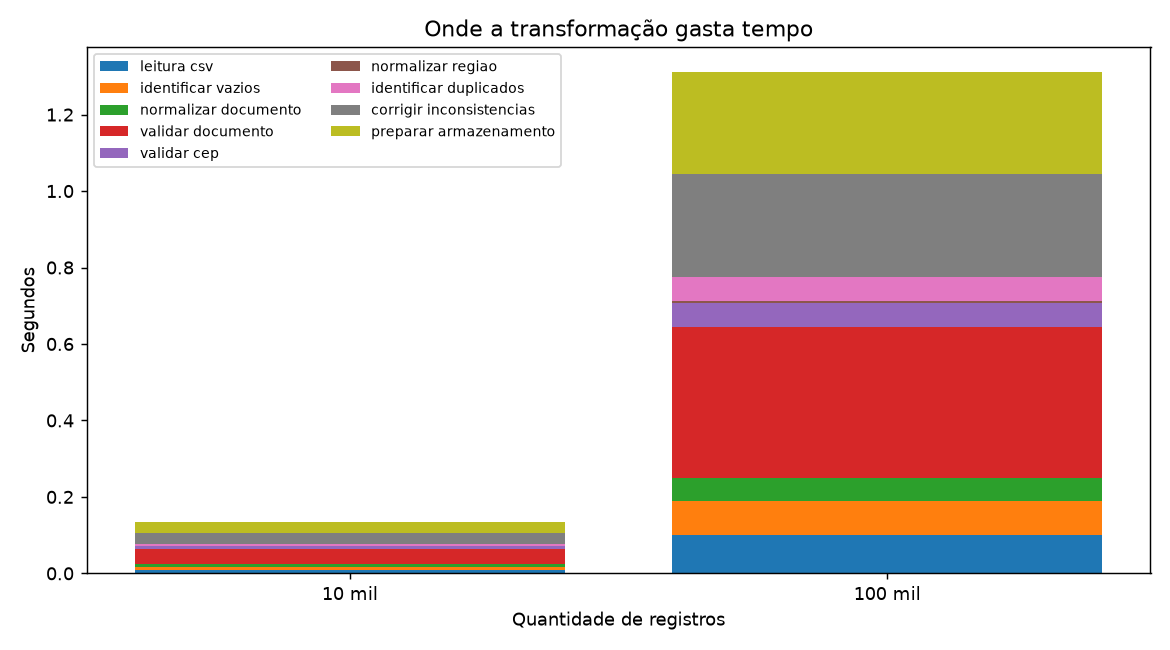 Onde a transformação gasta tempo
leitura csv
identificar vazios
normalizar documento
validar documento
validar cep
normalizar regiao
identificar duplicados
corrigir inconsistencias
preparar armazenamento
Segundos
1.2
1.0
0.8
0.6
0.4
0.2
0.0
10 mil
100 mil
Quantidade de registros